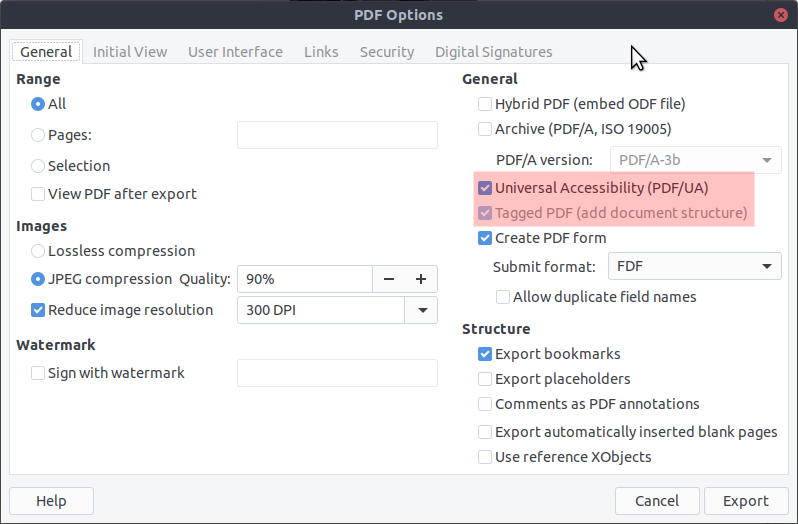 PDF Options
General Initial View User Interface Links Security Digital Signatures
Range
All
Pages:
Selection
View PDF after export
Images
Lossless compression
JPEG compression Quality: 90%
Reduce image resolution 300 DPI
Watermark
Sign with watermark
General
Hybrid PDF (embed ODF file)
Archive (PDF/A, ISO 19005)
PDF/A version: PDF/A-3b
Universal Accessibility (PDF/UA)
Tagged PDF (add document structure)
Create PDF form
Submit format: FDF
Allow duplicate field names
Structure
Export bookmarks
Export placeholders
Comments as PDF annotations
Export automatically inserted blank pages
Use reference XObjects
Help Cancel Export